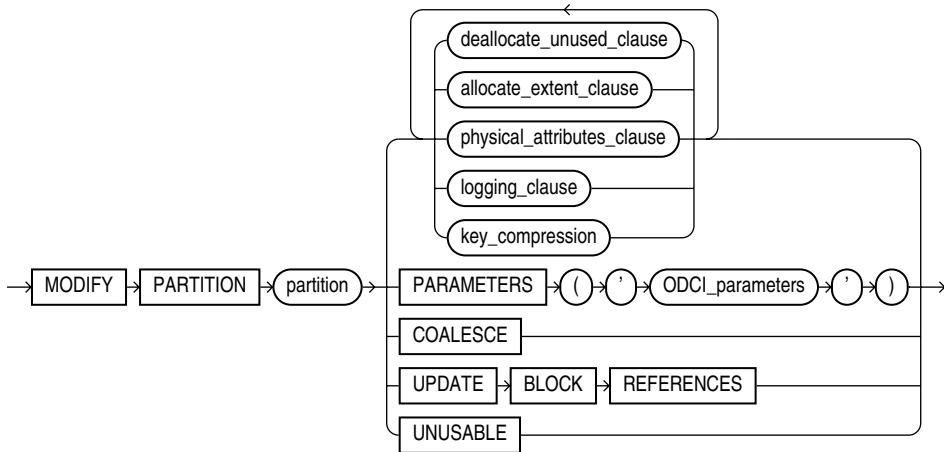 deallocate_unused_clause
allocate_extent_clause
physical_attributes_clause
logging_clause
key_compression
MODIFY PARTITION partition PARAMETERS ( ' ODCI_parameters ' )
COALESCE
UPDATE BLOCK REFERENCES
UNUSABLE